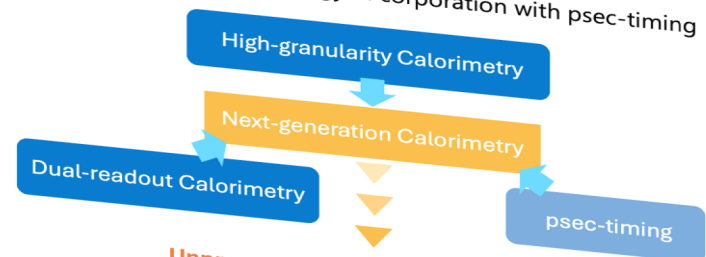 corporation with psec-timing
High-granularity Calorimetry
Next-generation Calorimetry
Dual-readout Calorimetry
psec-timing